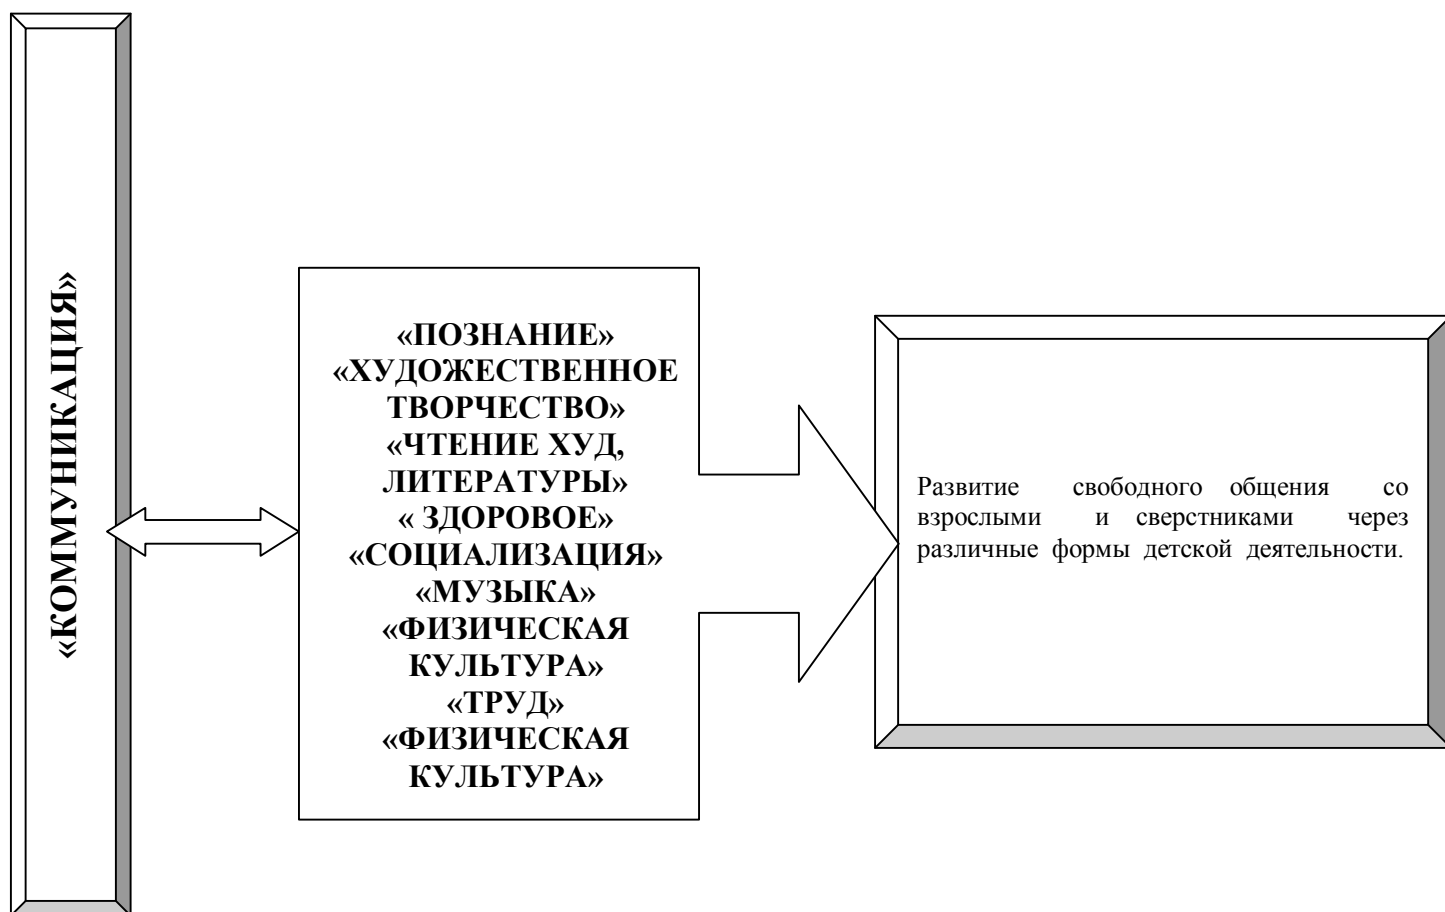 «КОММУНИКАЦИЯ»
«ПОЗНАНИЕ»
«ХУДОЖЕСТВЕННОЕ
ТВОРЧЕСТВО»
«ЧТЕНИЕ ХУД,
ЛИТЕРАТУРЫ»
« ЗДОРОВОЕ»
«СОЦИАЛИЗАЦИЯ»
«МУЗЫКА»
«ФИЗИЧЕСКАЯ
КУЛЬТУРА»
«ТРУД»
«ФИЗИЧЕСКАЯ
КУЛЬТУРА»
Развитие свободного общения со
взрослыми и сверстниками через
различные формы детской деятельности.